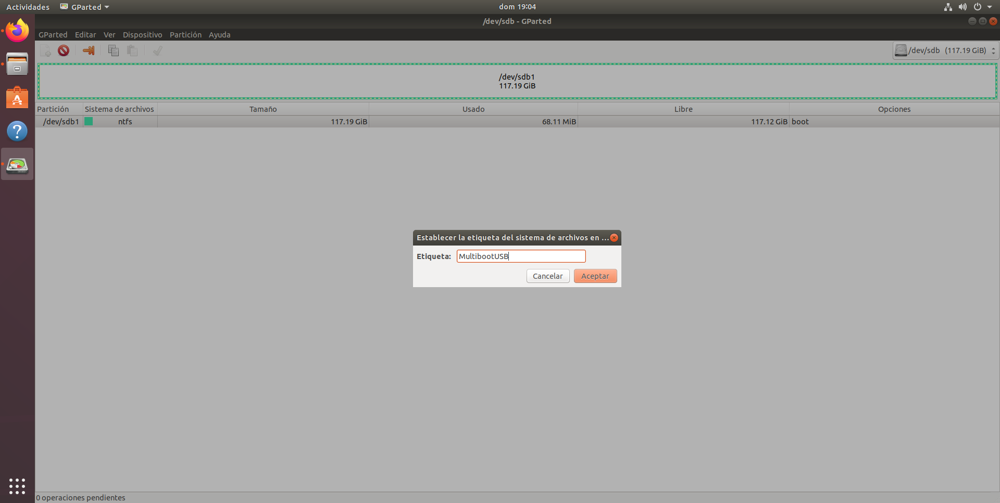 Actividades GParted dom 19:04
/dev/sdb - GParted
GParted Editar Ver Dispositivo Partición Ayuda
/dev/sdb (117.19 GiB)
/dev/sdb1
117.19 GiB
Partición Sistema de archivos Tamaño Usado Libre Opciones
/dev/sdb1 ntfs 117.19 GiB 68.11 MiB 117.12 GiB boot
Establecer la etiqueta del sistema de archivos en ...
Etiqueta: MultibootUSB
Cancelar Aceptar
0 operaciones pendientes